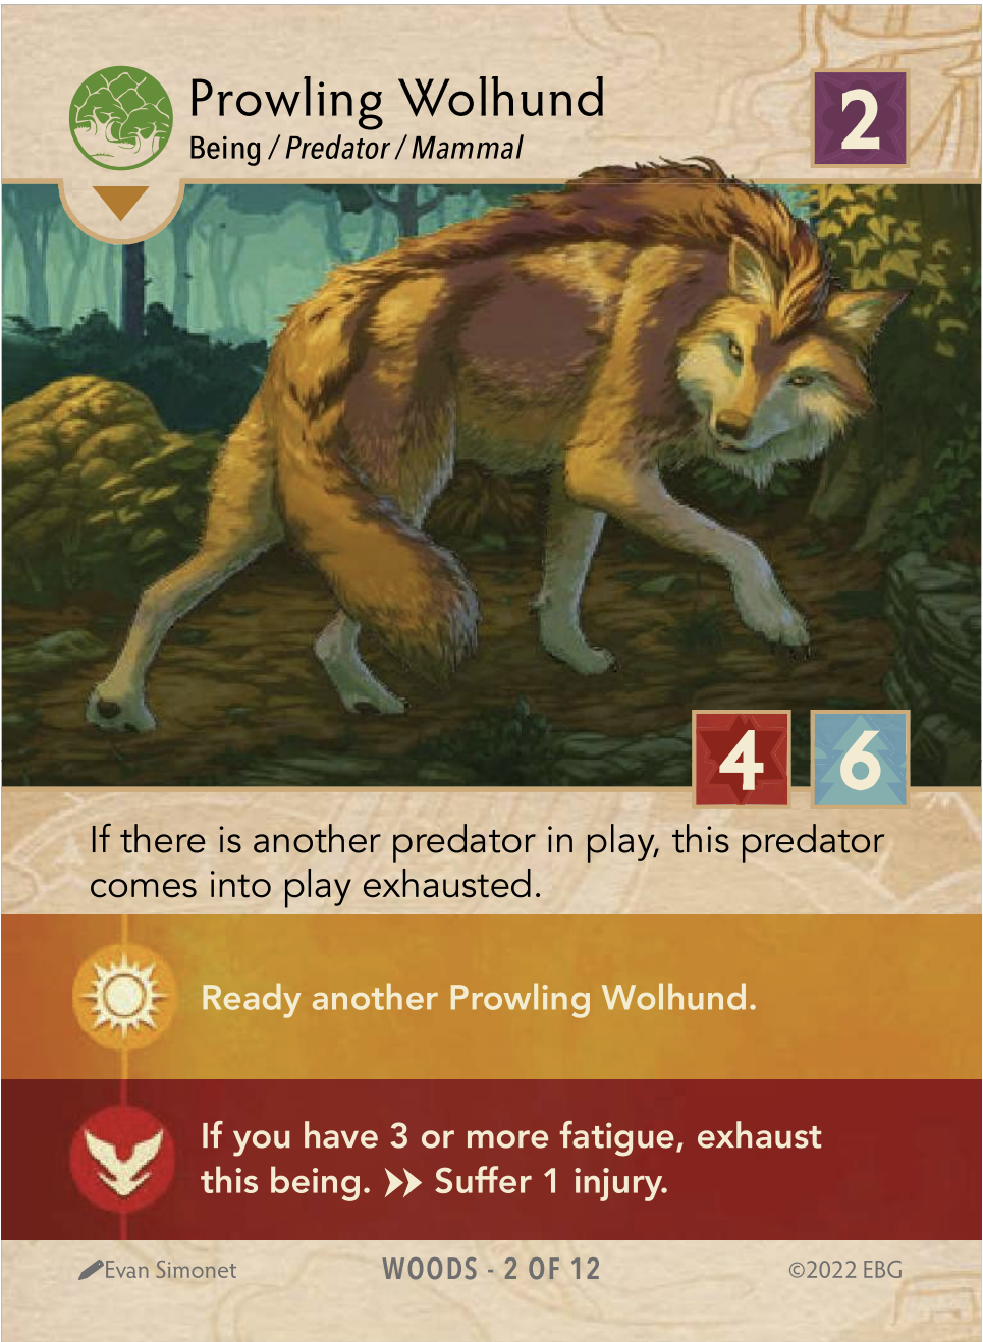 Prowling Wolhund
2
Being / Predator / Mammal
4
6
If there is another predator in play, this predator
comes into play exhausted.
Ready another Prowling Wolhund.
If you have 3 or more fatigue, exhaust
this being. Suffer 1 injury.
Evan Simonet
WOODS - 2 OF 12
©2022 EBG